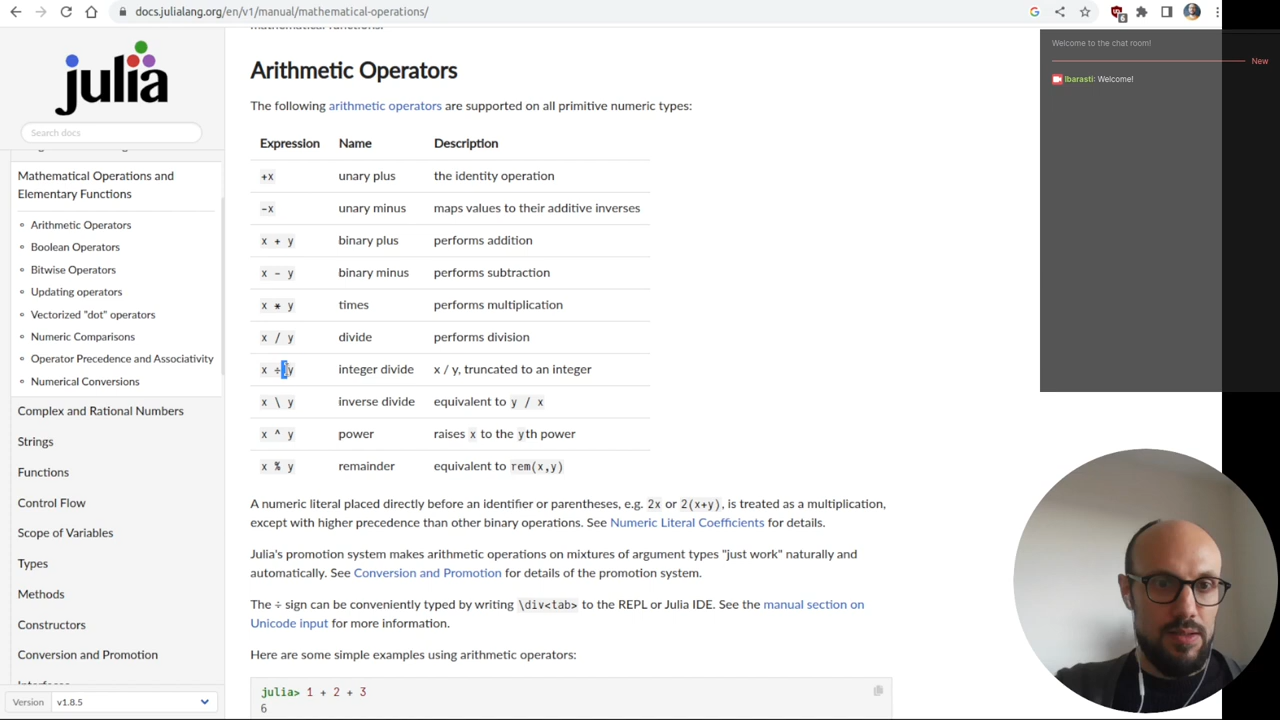 docs.julialang.org/en/v1/manual/mathematical-operations/
6
julia
Search docs
Mathematical Operations and
Elementary Functions
Arithmetic Operators
Boolean Operators
Bitwise Operators
Updating operators
Vectorized "dot" operators
Numeric Comparisons
Operator Precedence and Associativity
Numerical Conversions
Complex and Rational Numbers
Strings
Functions
Control Flow
Scope of Variables
Types
Methods
Constructors
Conversion and Promotion
Version v1.8.5
Arithmetic Operators
The following arithmetic operators are supported on all primitive numeric types:
Expression Name Description
+x unary plus the identity operation
-x unary minus maps values to their additive inverses
x + y binary plus performs addition
x - y binary minus performs subtraction
x * y times performs multiplication
x / y divide performs division
x ÷ y integer divide x / y, truncated to an integer
x \ y inverse divide equivalent to y / x
x ^ y power raises x to the yth power
x % y remainder equivalent to rem(x,y)
A numeric literal placed directly before an identifier or parentheses, e.g. 2x or 2(x+y), is treated as a multiplication,
except with higher precedence than other binary operations. See Numeric Literal Coefficients for details.
Julia's promotion system makes arithmetic operations on mixtures of argument types "just work" naturally and
automatically. See Conversion and Promotion for details of the promotion system.
The ÷ sign can be conveniently typed by writing \div<tab> to the REPL or Julia IDE. See the manual section on
Unicode input for more information.
Here are some simple examples using arithmetic operators:
julia> 1 + 2 + 3
6
Welcome to the chat room!
New
lbarasti: Welcome!